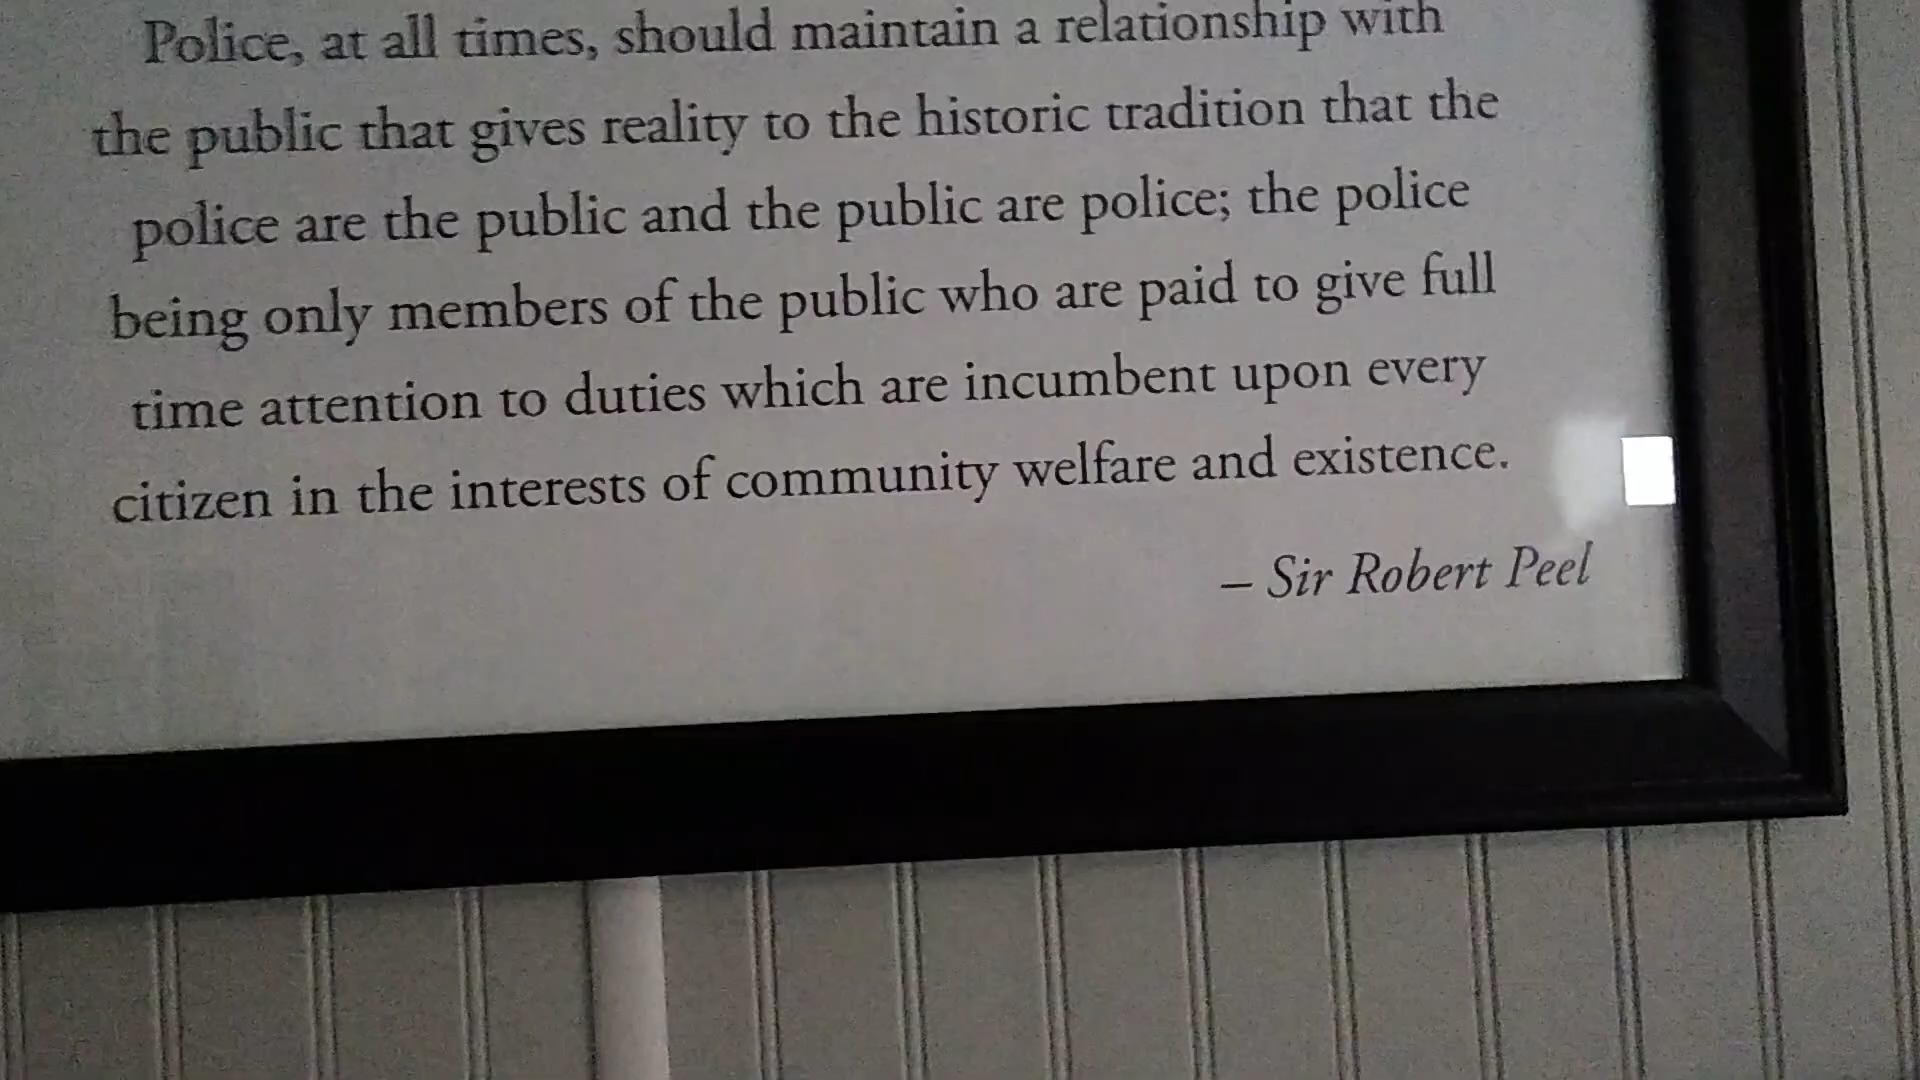 Police, at all times, should maintain a relationship with
the public that gives reality to the historic tradition that the
police are the public and the public are police; the police
being only members of the public who are paid to give full
time attention to duties which are incumbent upon every
citizen in the interests of community welfare and existence.
– Sir Robert Peel